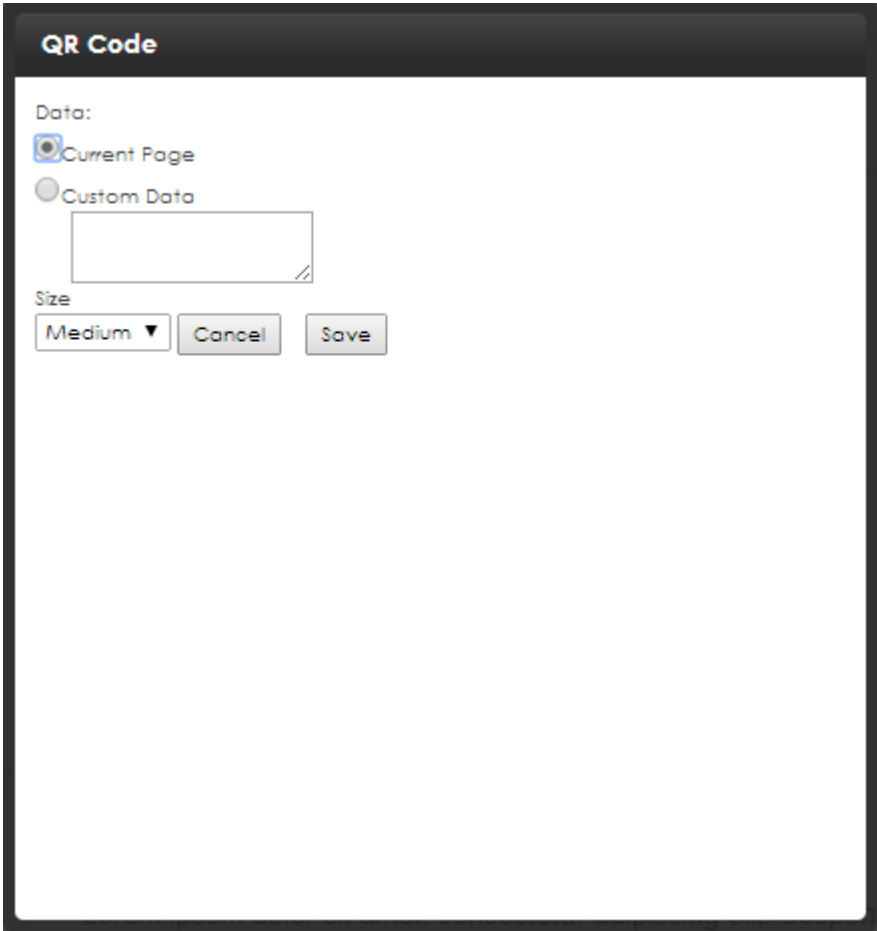 QR Code
Data:
Current Page
Custom Data
Size
Medium ▼ Cancel Save